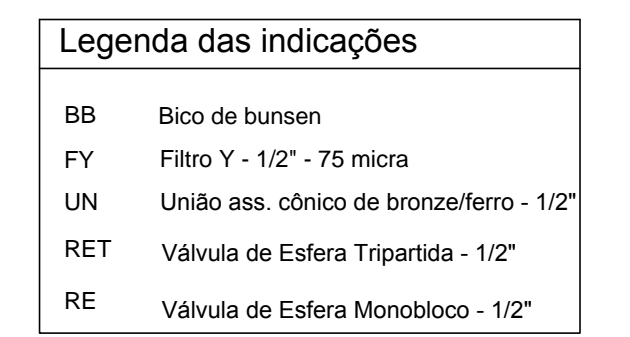 Legenda das indicações
BB Bico de bunsen
FY Filtro Y - 1/2" - 75 micra
UN União ass. cônico de bronze/ferro - 1/2"
RET Válvula de Esfera Tripartida - 1/2"
RE Válvula de Esfera Monobloco - 1/2"